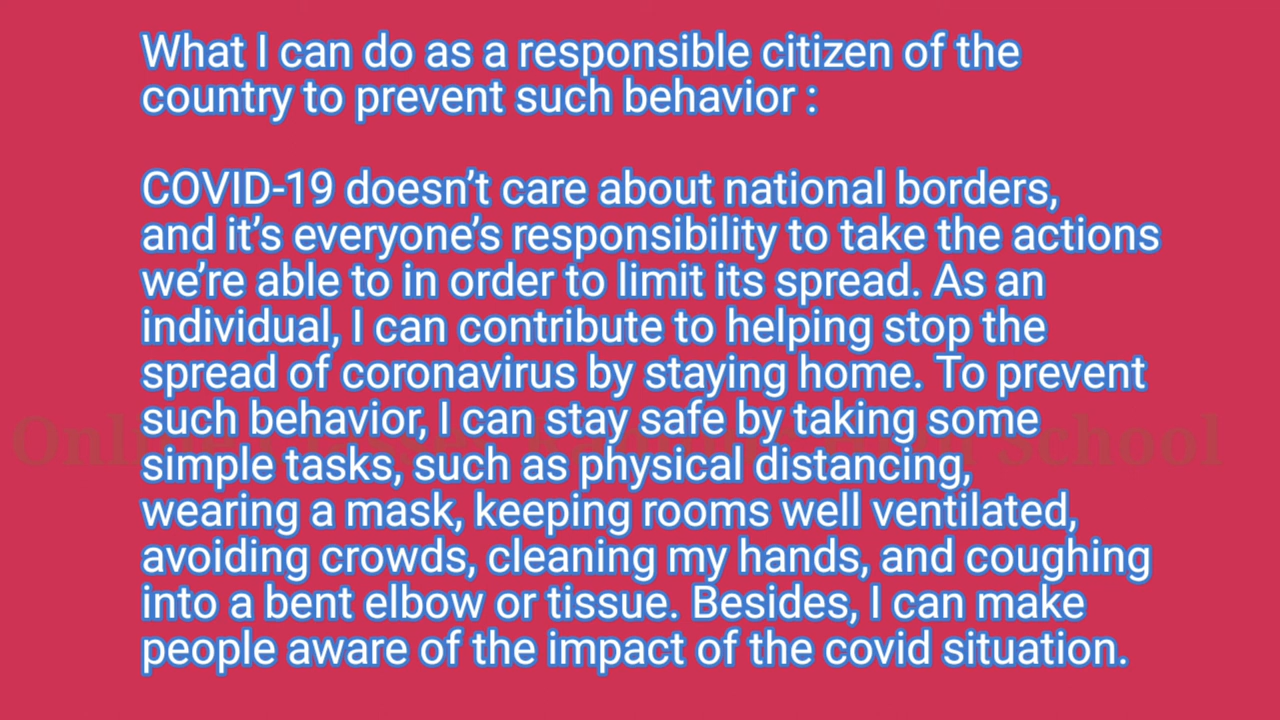 What I can do as a responsible citizen of the
country to prevent such behavior :
COVID-19 doesn’t care about national borders,
and it’s everyone’s responsibility to take the actions
we’re able to in order to limit its spread. As an
individual, I can contribute to helping stop the
spread of coronavirus by staying home. To prevent
such behavior, I can stay safe by taking some
simple tasks, such as physical distancing,
wearing a mask, keeping rooms well ventilated,
avoiding crowds, cleaning my hands, and coughing
into a bent elbow or tissue. Besides, I can make
people aware of the impact of the covid situation.
School